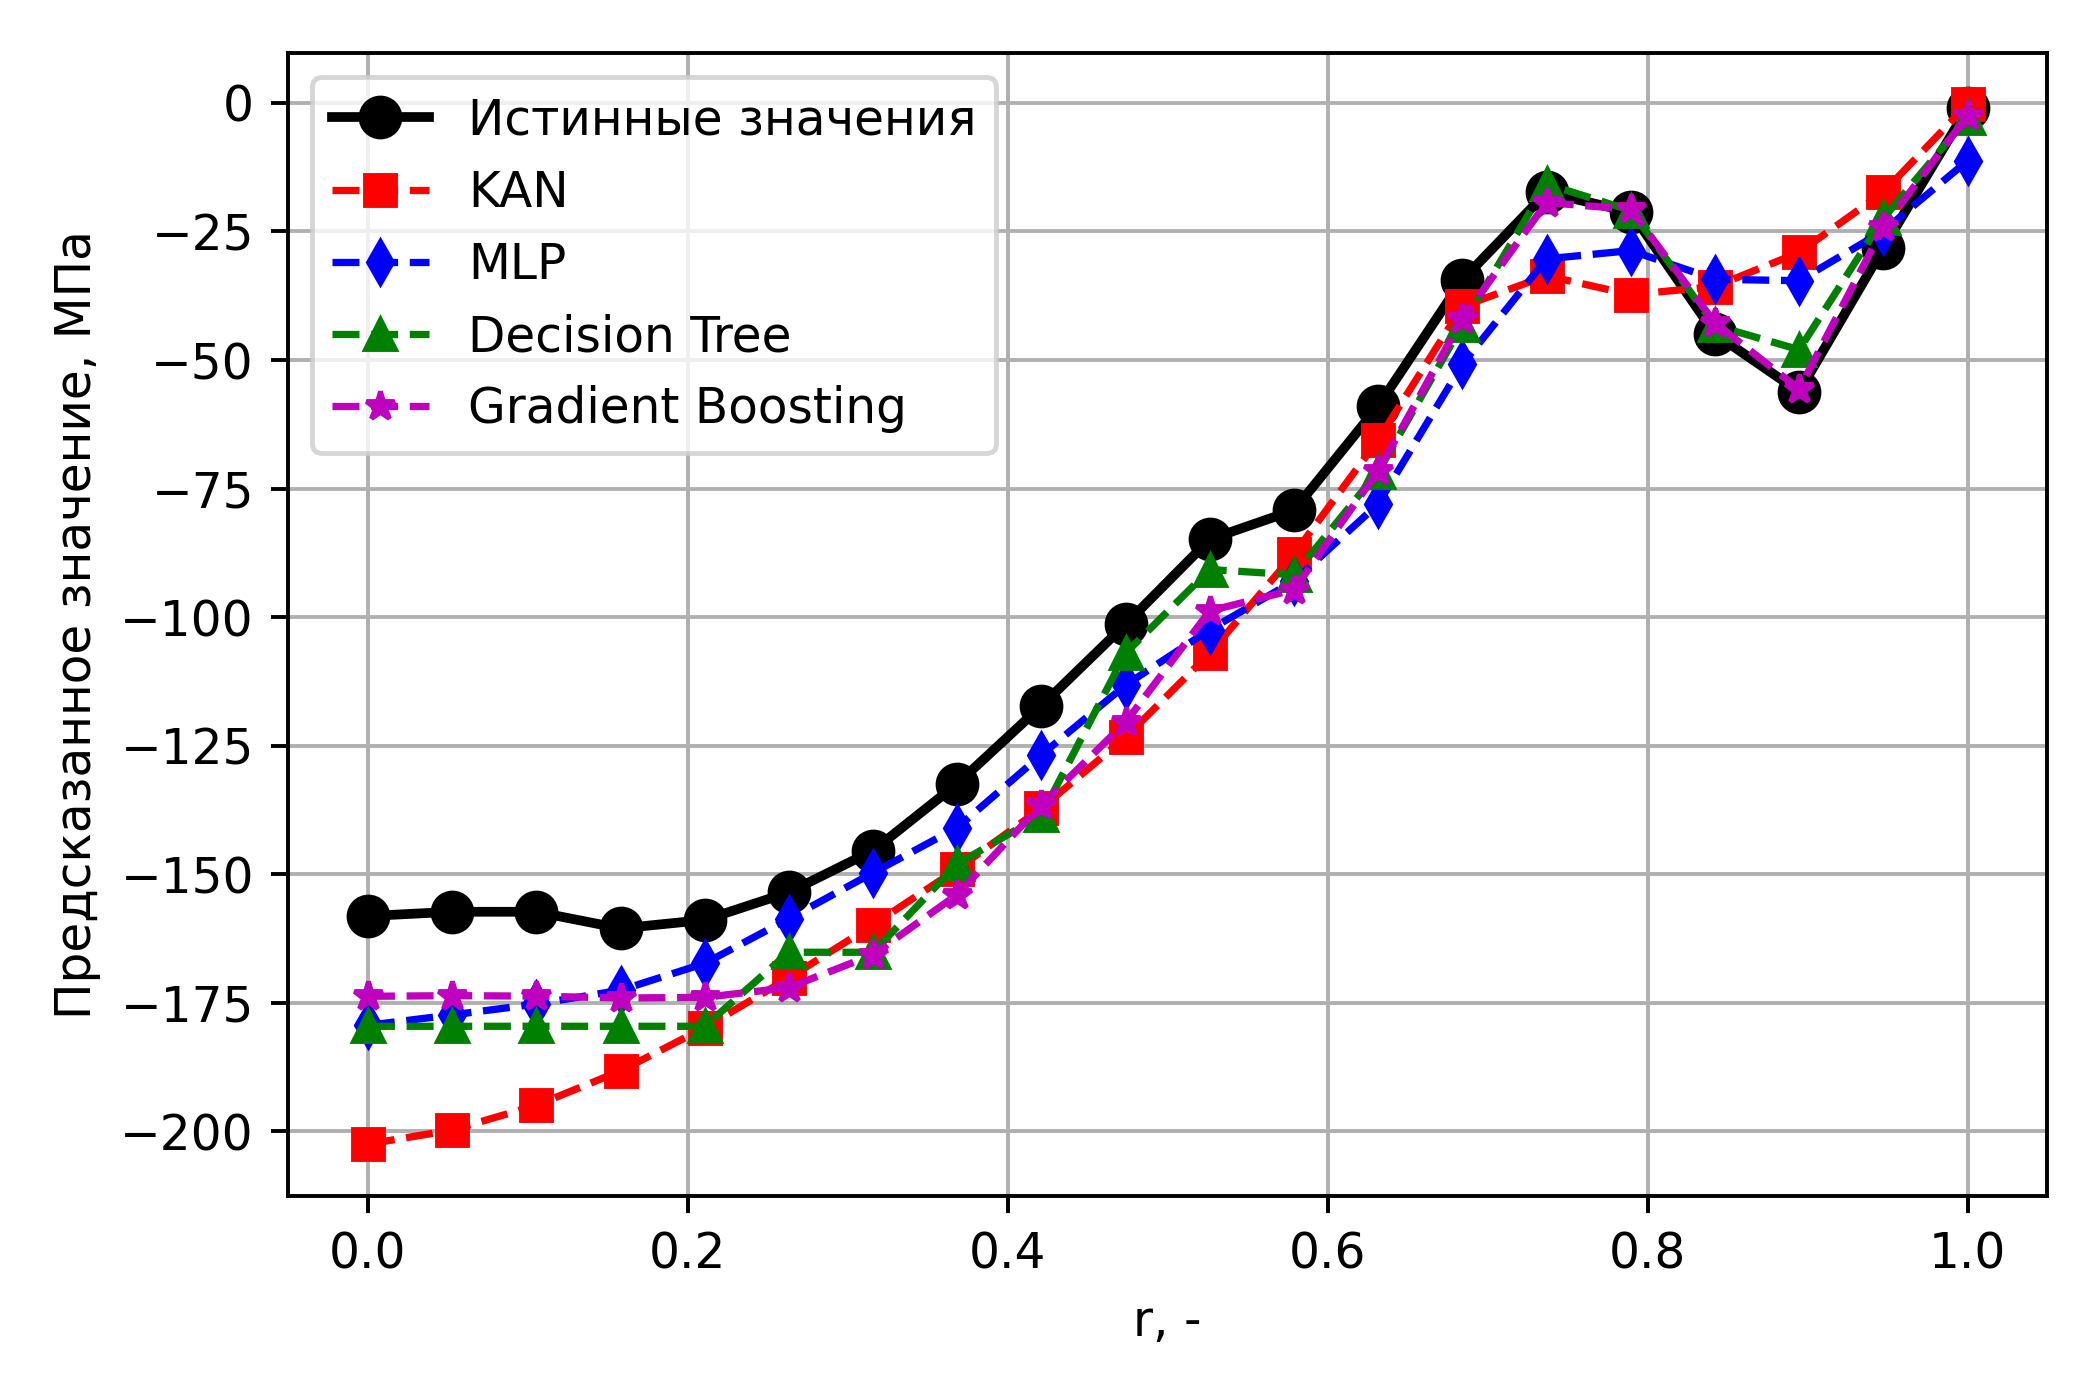 Истинные значения
KAN
MLP
Decision Tree
Gradient Boosting
Предсказанное значение, МПа
0
−25
−50
−75
−100
−125
−150
−175
−200
0.0 0.2 0.4 0.6 0.8 1.0
r, -